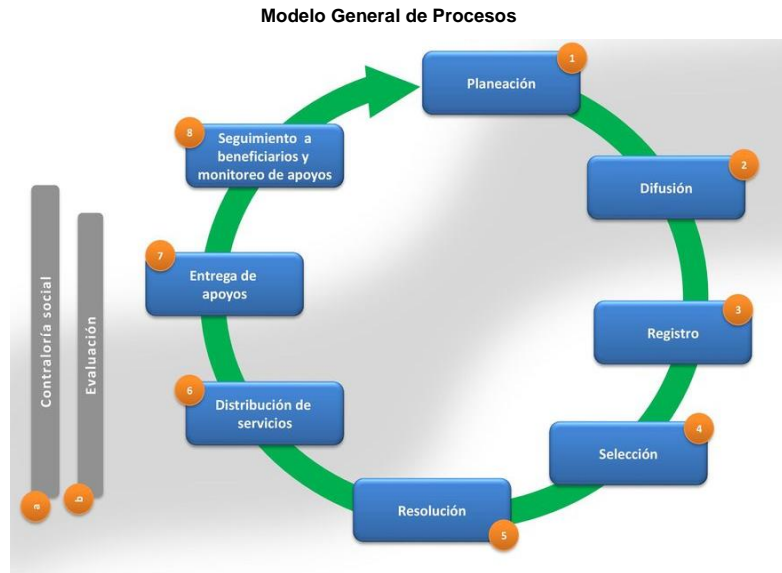 Modelo General de Procesos
1
Planeación
2
Difusión
3
Registro
4
Selección
5
Resolución
6
Distribución de
servicios
7
Entrega de
apoyos
8
Seguimiento a
beneficiarios y
monitoreo de apoyos
Contraloría social
a
Evaluación
b